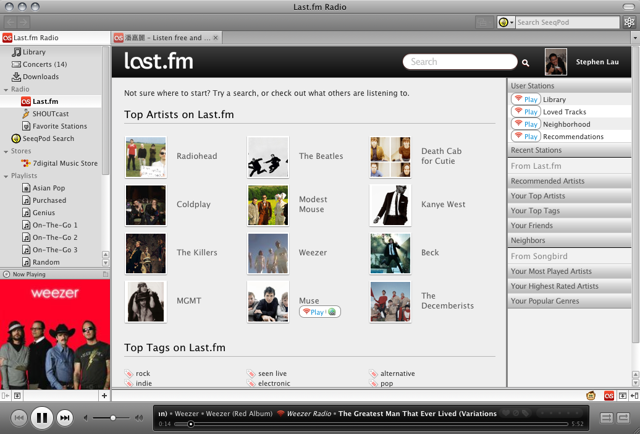 Last.fm Radio
Search SeeqPod
Last.fm Radio
潘嘉麗 - Listen free and ...
Library
Concerts (14)
Downloads
Radio
Last.fm
SHOUTcast
Favorite Stations
SeeqPod Search
Stores
7digital Music Store
Playlists
Asian Pop
Purchased
Genius
On-The-Go 1
On-The-Go 2
On-The-Go 3
Random
Now Playing
weezer
last.fm
Search
Stephen Lau
Not sure where to start? Try a search, or check out what others are listening to.
Top Artists on Last.fm
Radiohead
The Beatles
Death Cab
for Cutie
Coldplay
Modest
Mouse
Kanye West
The Killers
Weezer
Beck
MGMT
Muse
Play
The
Decemberists
Top Tags on Last.fm
rock
seen live
alternative
indie
electronic
pop
User Stations
Play Library
Play Loved Tracks
Play Neighborhood
Play Recommendations
Recent Stations
From Last.fm
Recommended Artists
Your Top Artists
Your Top Tags
Your Friends
Neighbors
From Songbird
Your Most Played Artists
Your Highest Rated Artists
Your Popular Genres
ın) • Weezer • Weezer (Red Album) Weezer Radio • The Greatest Man That Ever Lived (Variations
0:14
5:52